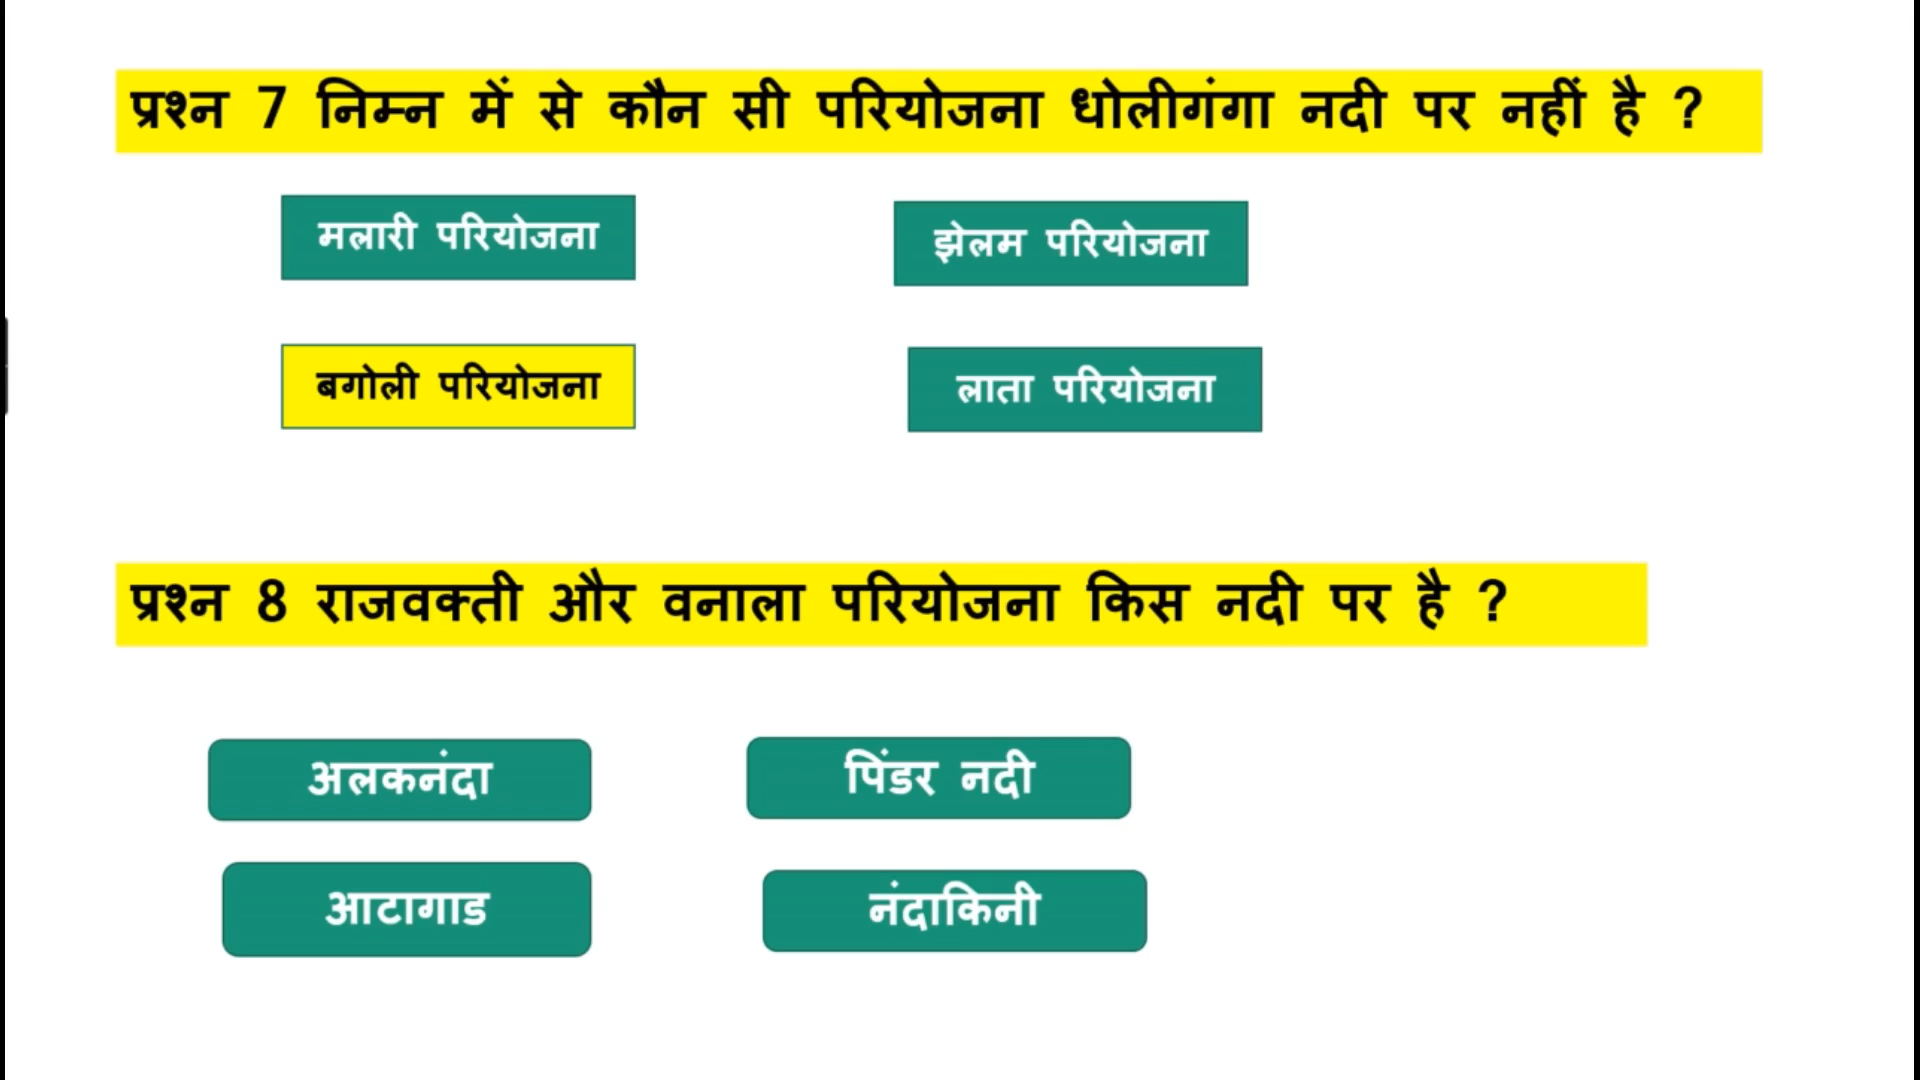 प्रश्न 7 निम्न में से कौन सी परियोजना धोलीगंगा नदी पर नहीं है ?
मलारी परियोजना
झेलम परियोजना
बगोली परियोजना
लाता परियोजना
प्रश्न 8 राजवक्ती और वनाला परियोजना किस नदी पर है ?
अलकनंदा
पिंडर नदी
आटागाड
नंदाकिनी